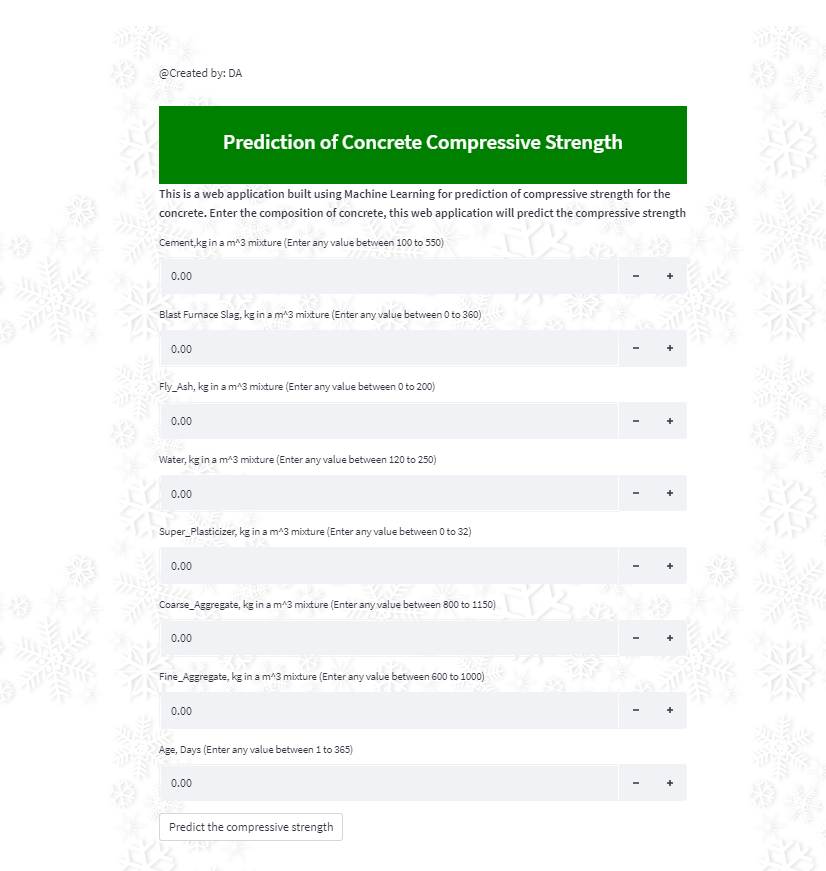 @Created by: DA
Prediction of Concrete Compressive Strength
This is a web application built using Machine Learning for prediction of compressive strength for the
concrete. Enter the composition of concrete, this web application will predict the compressive strength
Cement,kg in a m^3 mixture (Enter any value between 100 to 550)
0.00 − +
Blast Furnace Slag, kg in a m^3 mixture (Enter any value between 0 to 360)
0.00 − +
Fly_Ash, kg in a m^3 mixture (Enter any value between 0 to 200)
0.00 − +
Water, kg in a m^3 mixture (Enter any value between 120 to 250)
0.00 − +
Super_Plasticizer, kg in a m^3 mixture (Enter any value between 0 to 32)
0.00 − +
Coarse_Aggregate, kg in a m^3 mixture (Enter any value between 800 to 1150)
0.00 − +
Fine_Aggregate, kg in a m^3 mixture (Enter any value between 600 to 1000)
0.00 − +
Age, Days (Enter any value between 1 to 365)
0.00 − +
Predict the compressive strength